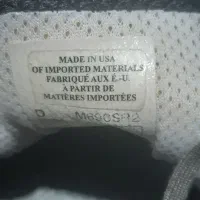 MADE IN USA
OF IMPORTED MATERIALS
FABRIQUÉ AUX É.-U.
À PARTIR DE
MATIÈRES IMPORTÉES
D